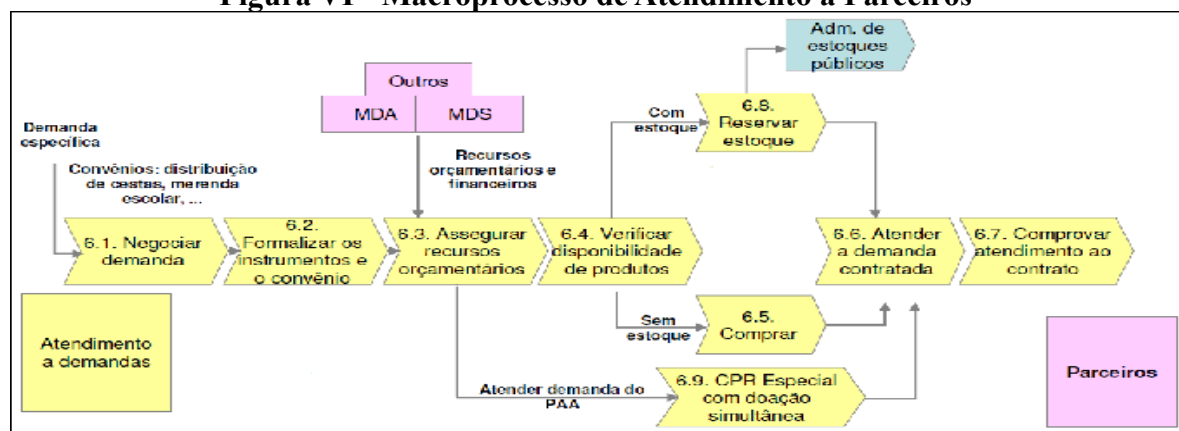 Figura VI - Macroprocesso de Atendimento a Parceiros
Adm. de
estoques
públicos
Outros
MDA
MDS
Demanda
específica
Convênios: distribuição
de cestas, merenda
escolar, ...
Recursos
orçamentários e
financeiros
Com
estoque
6.8.
Reservar
estoque
6.1. Negociar
demanda
6.2.
Formalizar os
instrumentos e
o convênio
6.3. Assegurar
recursos
orçamentários
6.4. Verificar
disponibilidade
de produtos
6.6. Atender
a demanda
contratada
6.7. Comprovar
atendimento ao
contrato
Atendimento
a demandas
Sem
estoque
6.5.
Comprar
Parceiros
Atender demanda do
PAA
6.9. CPR Especial
com doação
simultânea